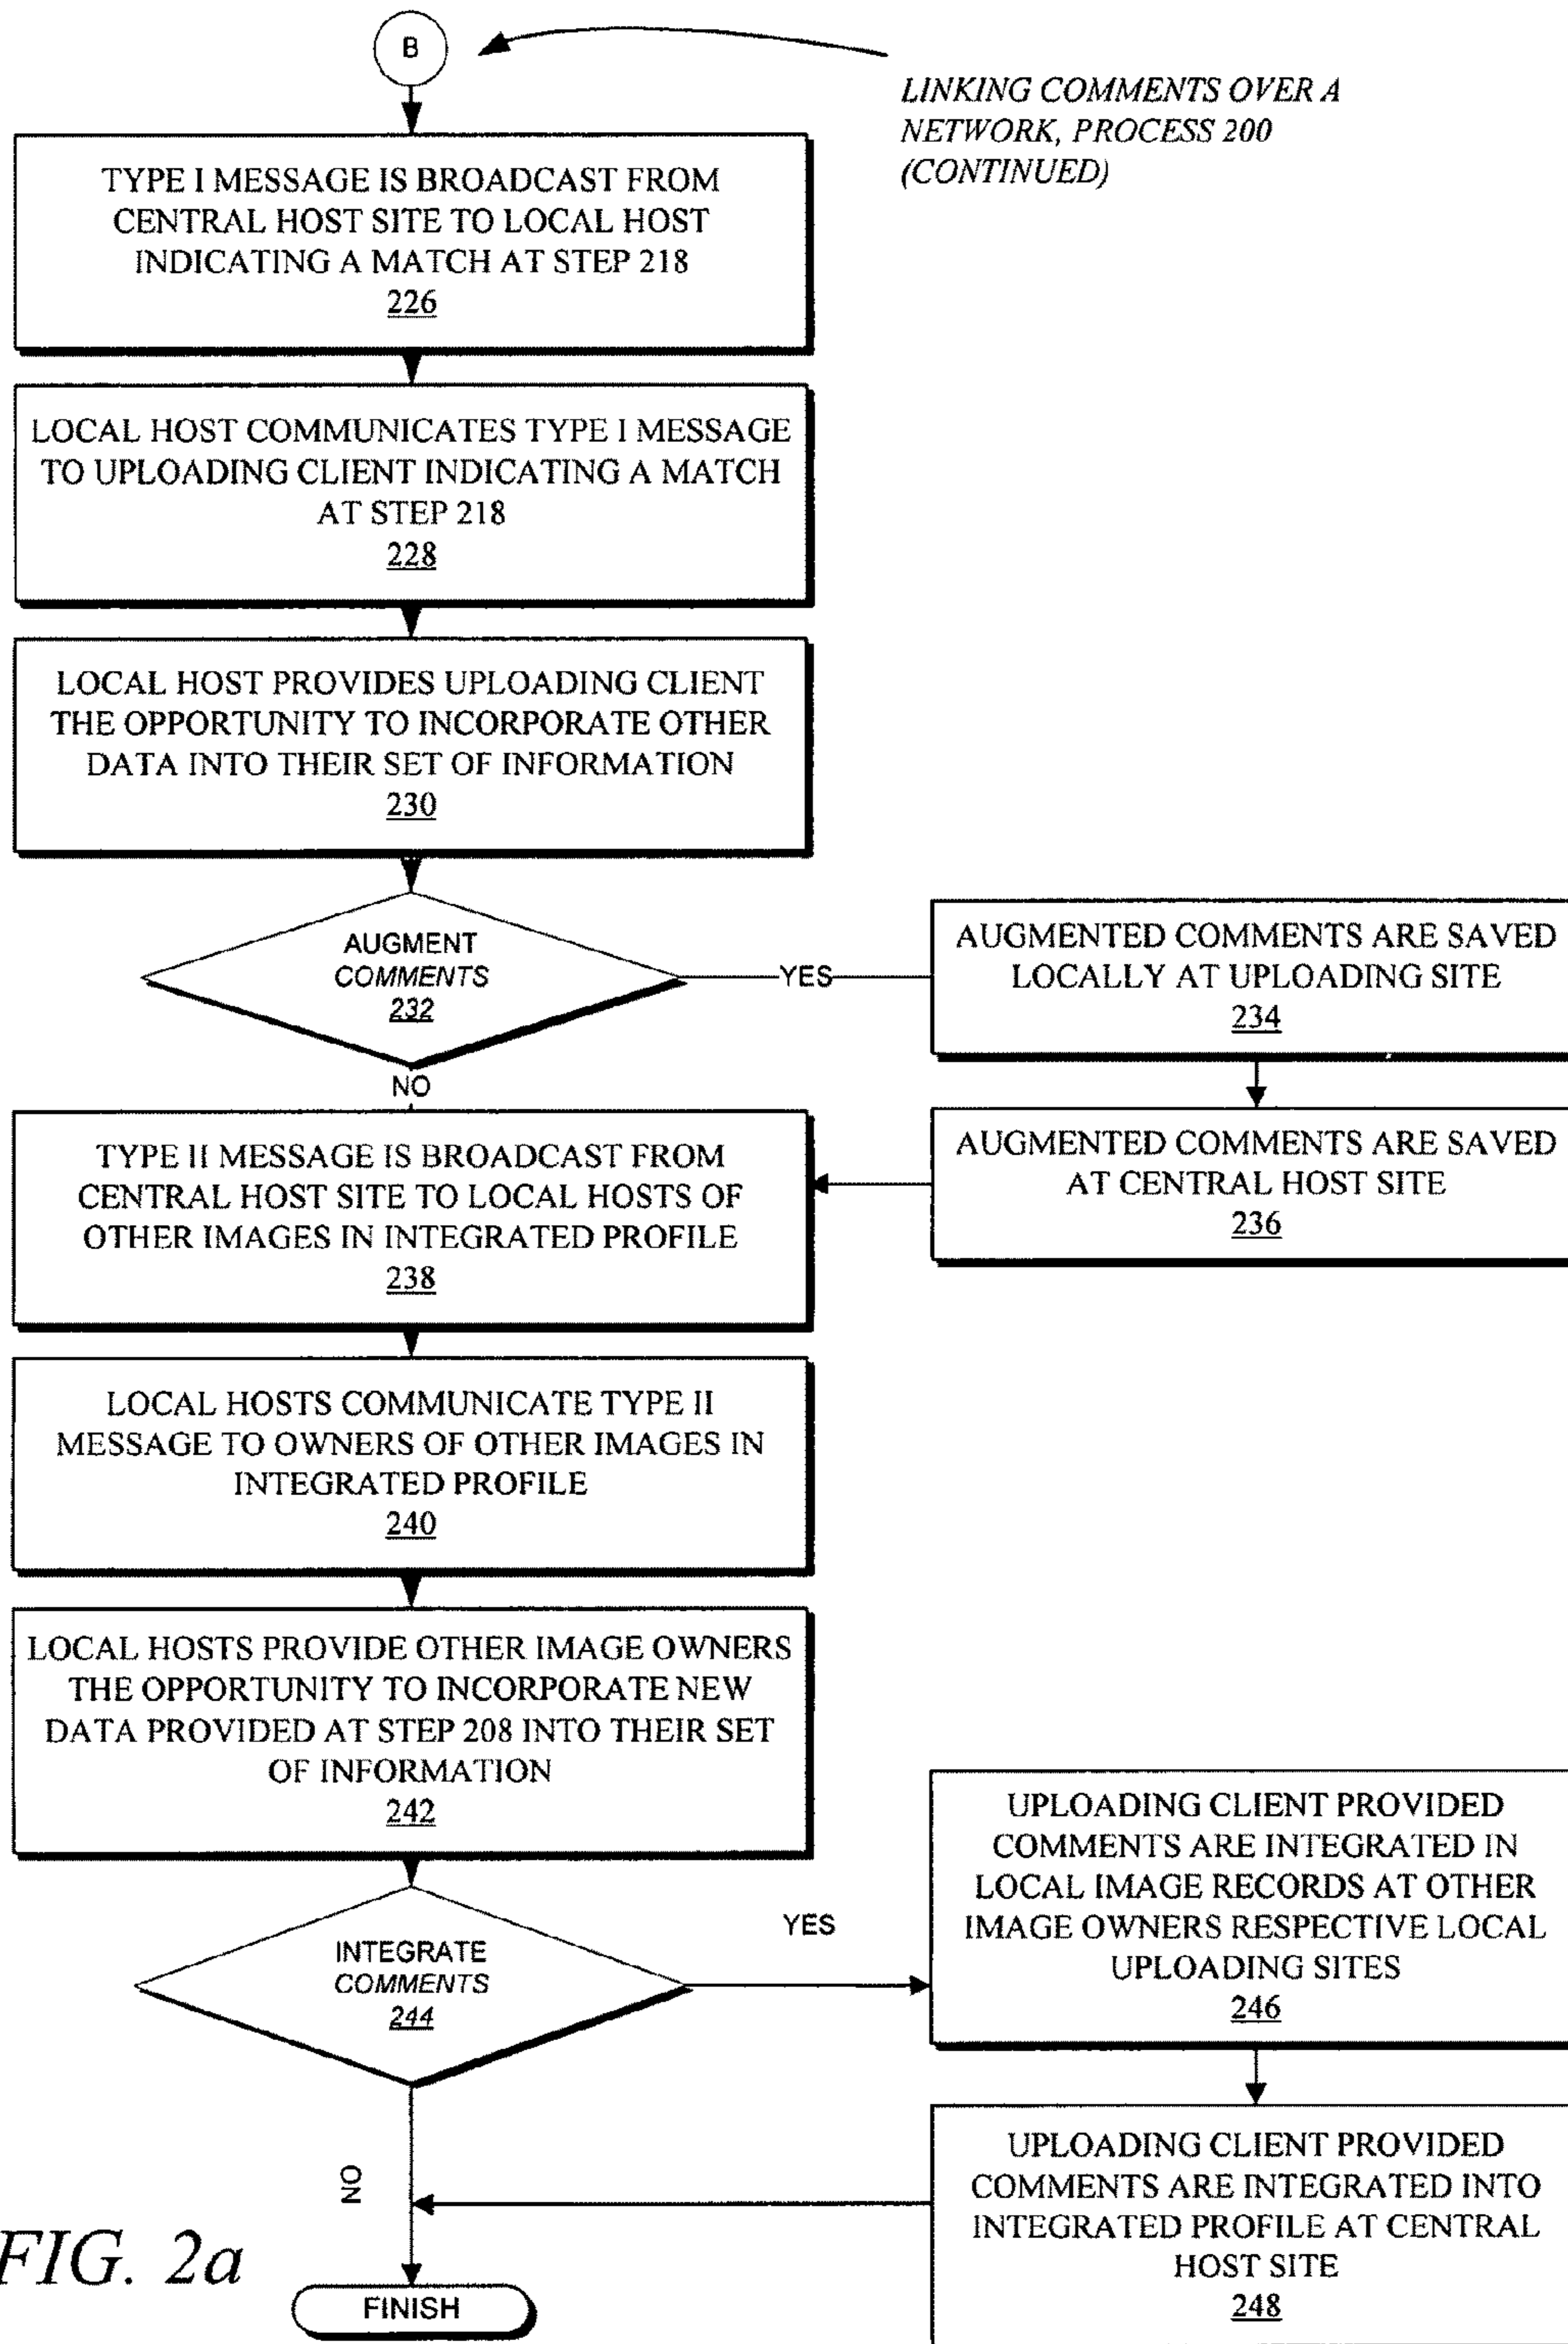 B
LINKING COMMENTS OVER A
NETWORK, PROCESS 200
(CONTINUED)
TYPE I MESSAGE IS BROADCAST FROM
CENTRAL HOST SITE TO LOCAL HOST
INDICATING A MATCH AT STEP 218
226
LOCAL HOST COMMUNICATES TYPE I MESSAGE
TO UPLOADING CLIENT INDICATING A MATCH
AT STEP 218
228
LOCAL HOST PROVIDES UPLOADING CLIENT
THE OPPORTUNITY TO INCORPORATE OTHER
DATA INTO THEIR SET OF INFORMATION
230
AUGMENT
COMMENTS
232
YES
AUGMENTED COMMENTS ARE SAVED
LOCALLY AT UPLOADING SITE
234
NO
AUGMENTED COMMENTS ARE SAVED
AT CENTRAL HOST SITE
236
TYPE II MESSAGE IS BROADCAST FROM
CENTRAL HOST SITE TO LOCAL HOSTS OF
OTHER IMAGES IN INTEGRATED PROFILE
238
LOCAL HOSTS COMMUNICATE TYPE II
MESSAGE TO OWNERS OF OTHER IMAGES IN
INTEGRATED PROFILE
240
LOCAL HOSTS PROVIDE OTHER IMAGE OWNERS
THE OPPORTUNITY TO INCORPORATE NEW
DATA PROVIDED AT STEP 208 INTO THEIR SET
OF INFORMATION
242
INTEGRATE
COMMENTS
244
YES
UPLOADING CLIENT PROVIDED
COMMENTS ARE INTEGRATED IN
LOCAL IMAGE RECORDS AT OTHER
IMAGE OWNERS RESPECTIVE LOCAL
UPLOADING SITES
246
NO
UPLOADING CLIENT PROVIDED
COMMENTS ARE INTEGRATED INTO
INTEGRATED PROFILE AT CENTRAL
HOST SITE
248
FIG. 2a
FINISH